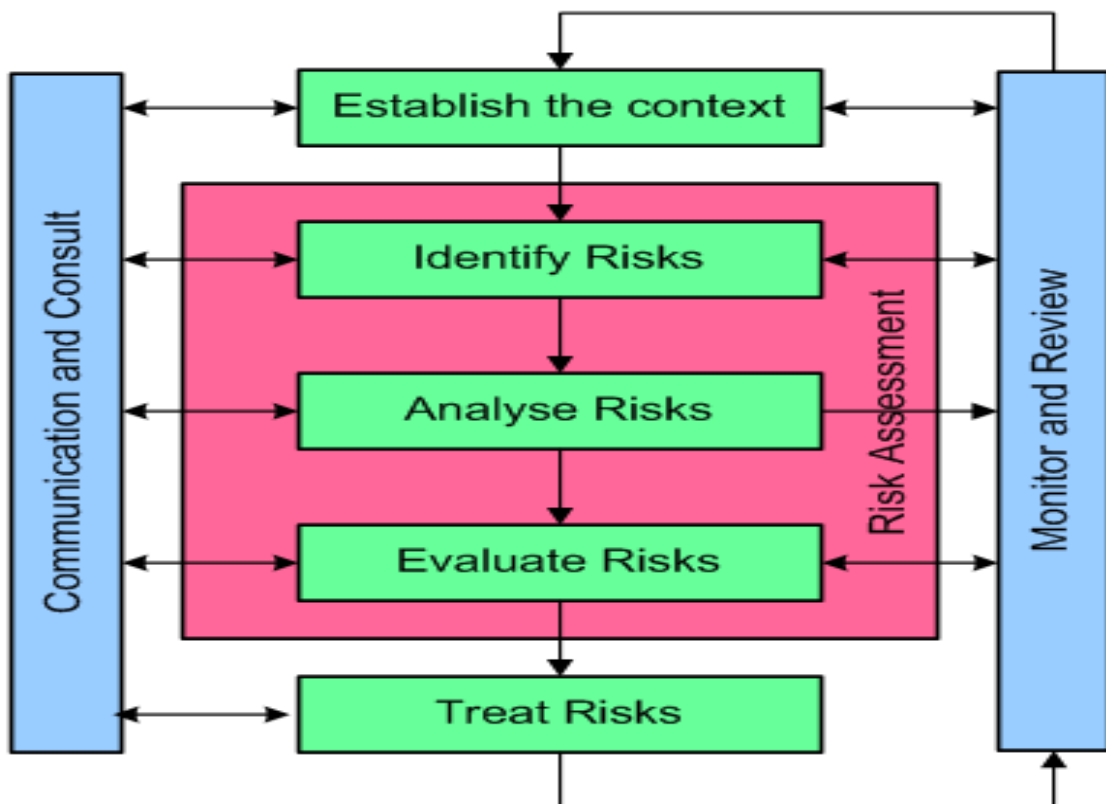 Establish the context
Communication and Consult
Identify Risks
Analyse Risks
Evaluate Risks
Risk Assessment
Monitor and Review
Treat Risks